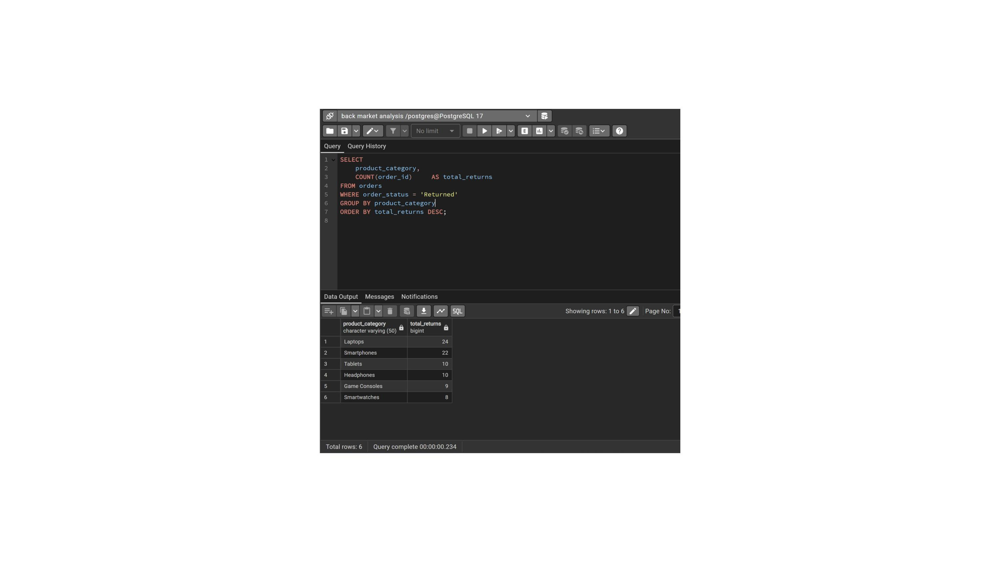 back market analysis /postgres@PostgreSQL 17
No limit
E
?
Query Query History
1 SELECT
2 product_category,
3 COUNT(order_id) AS total_returns
4 FROM orders
5 WHERE order_status = 'Returned'
6 GROUP BY product_category
7 ORDER BY total_returns DESC;
8
Data Output Messages Notifications
SQL Showing rows: 1 to 6 Page No: 1
product_category total_returns
character varying (50) bigint
1 Laptops 24
2 Smartphones 22
3 Tablets 10
4 Headphones 10
5 Game Consoles 9
6 Smartwatches 8
Total rows: 6 Query complete 00:00:00.234